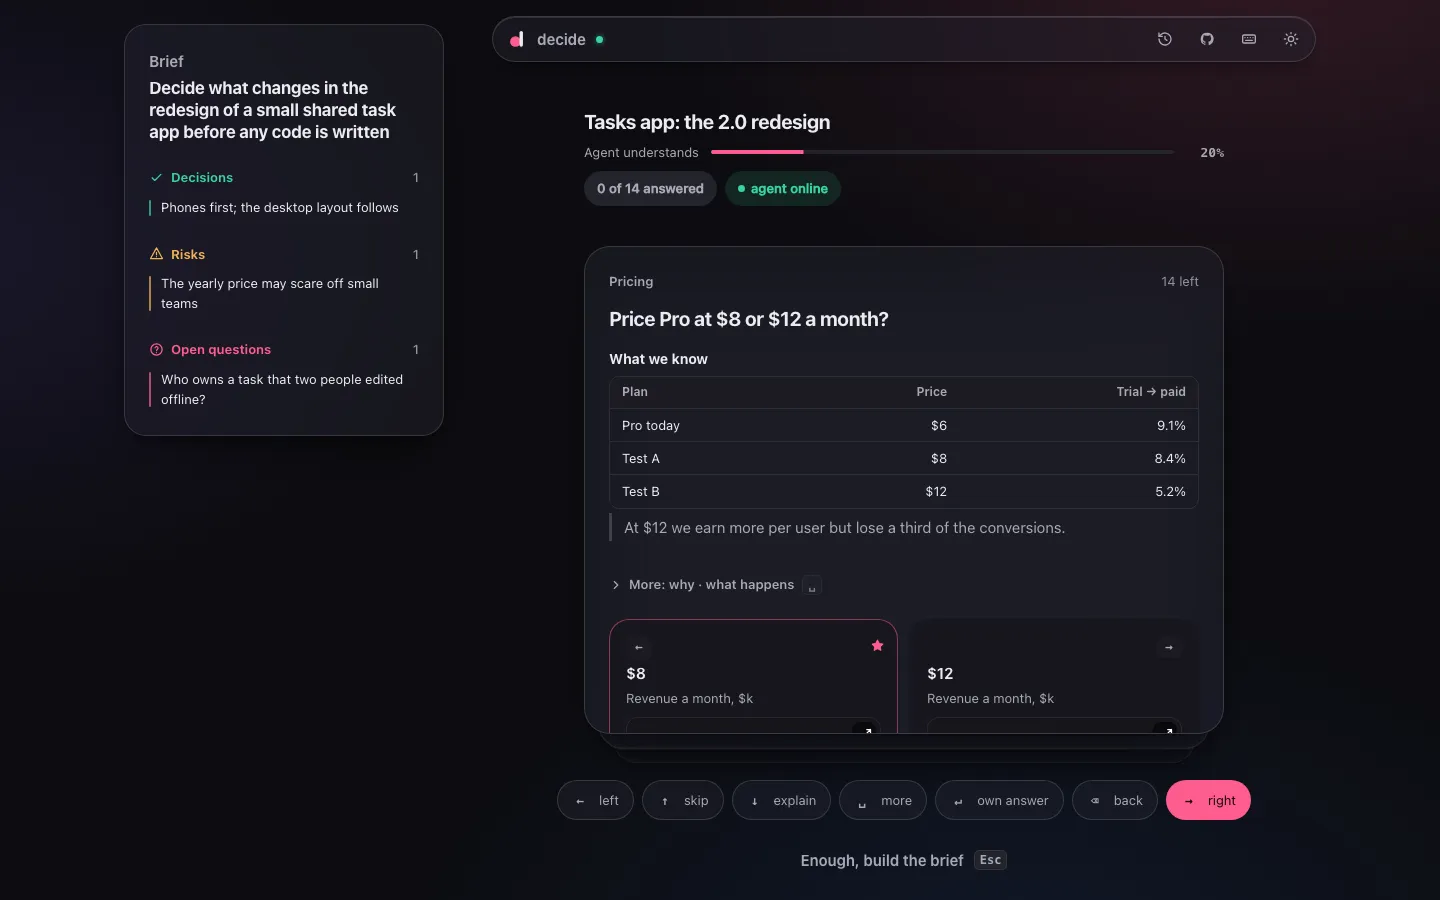 Brief
Decide what changes in the
redesign of a small shared task
app before any code is written
Decisions 1
Phones first; the desktop layout follows
Risks 1
The yearly price may scare off small
teams
Open questions 1
Who owns a task that two people edited
offline?
decide
Tasks app: the 2.0 redesign
Agent understands 20%
0 of 14 answered agent online
Pricing 14 left
Price Pro at $8 or $12 a month?
What we know
Plan Price Trial → paid
Pro today $6 9.1%
Test A $8 8.4%
Test B $12 5.2%
At $12 we earn more per user but lose a third of the conversions.
More: why · what happens ␣
← →
$8 $12
Revenue a month, $k Revenue a month, $k
← left ↑ skip ↓ explain ␣ more ↵ own answer ⌫ back → right
Enough, build the brief Esc